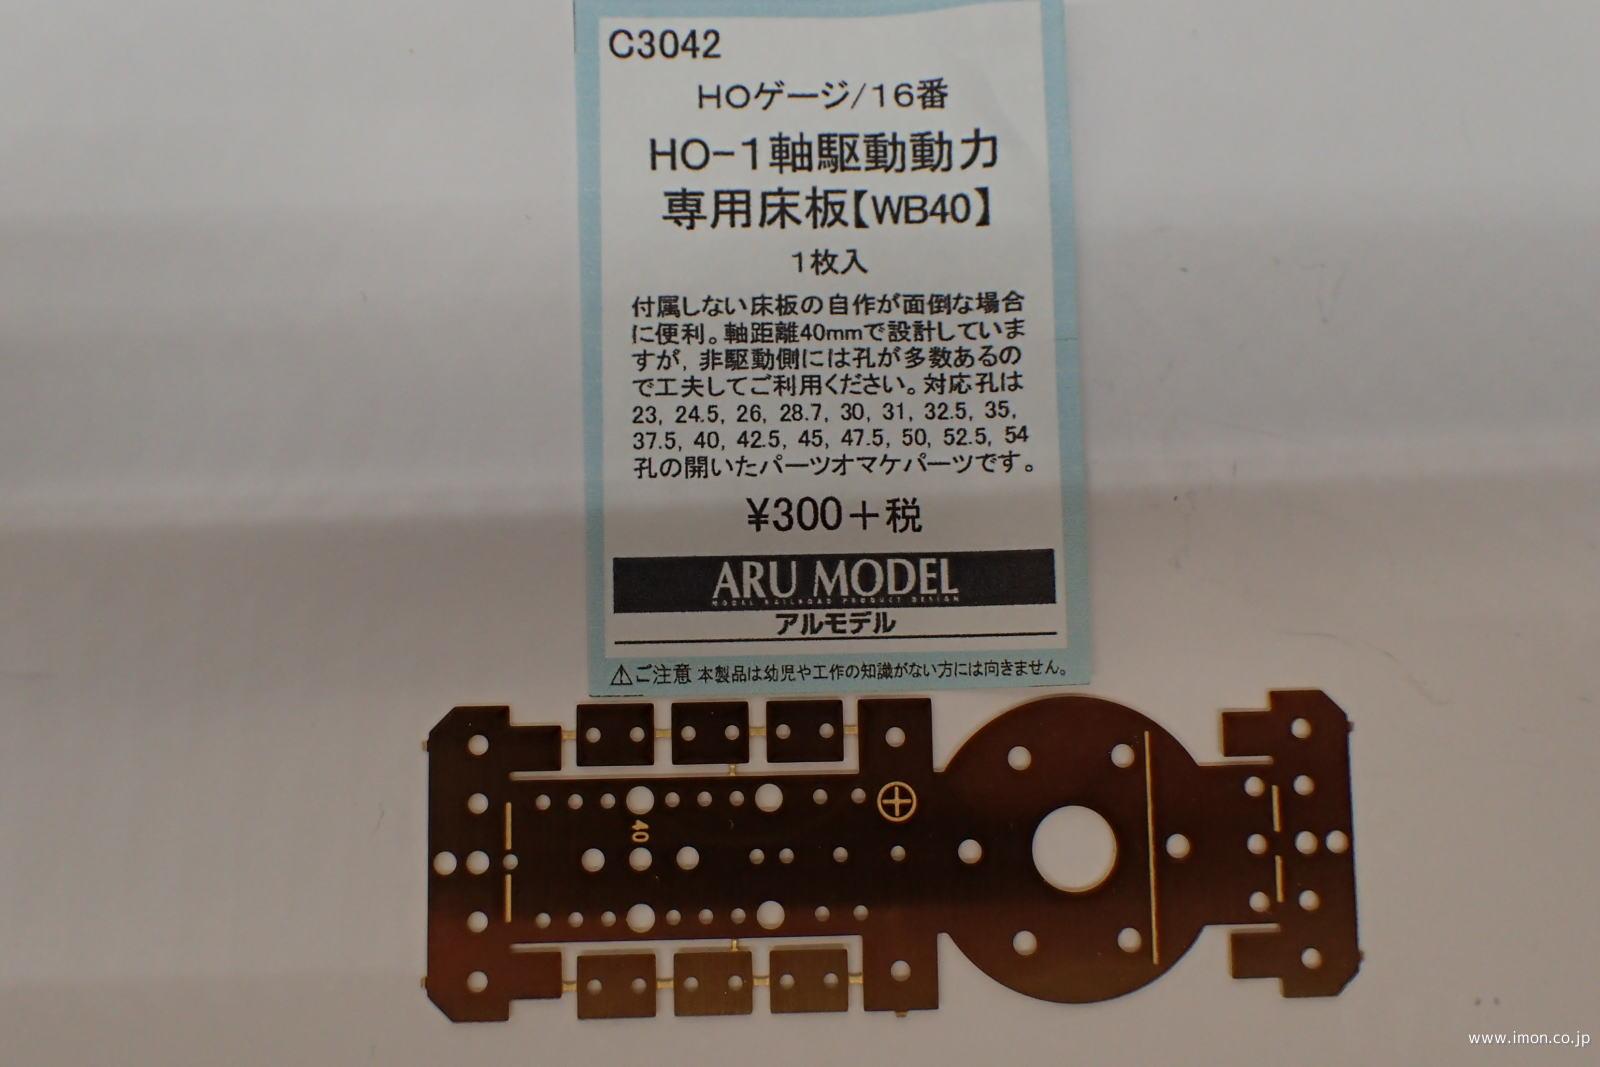 C3042
HOゲージ/16番
HO-1軸駆動動力
専用床板【WB40】
1枚入
付属しない床板の自作が面倒な場合
に便利。軸距離40mmで設計していま
すが, 非駆動側には孔が多数あるの
で工夫してご利用ください。対応孔は
23, 24.5, 26, 28.7, 30, 31, 32.5, 35,
37.5, 40, 42.5, 45, 47.5, 50, 52.5, 54
孔の開いたパーツオマケパーツです。
¥300+税
ARU MODEL
MODEL RAILROAD PRODUCT DESIGN
アルモデル
⚠ご注意 本製品は幼児や工作の知識がない方には向きません。
40
www.imon.co.jp